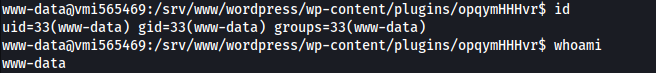 www-data@vmi565469:/srv/www/wordpress/wp-content/plugins/opqymHHHvr$ id
uid=33(www-data) gid=33(www-data) groups=33(www-data)
www-data@vmi565469:/srv/www/wordpress/wp-content/plugins/opqymHHHvr$ whoami
www-data